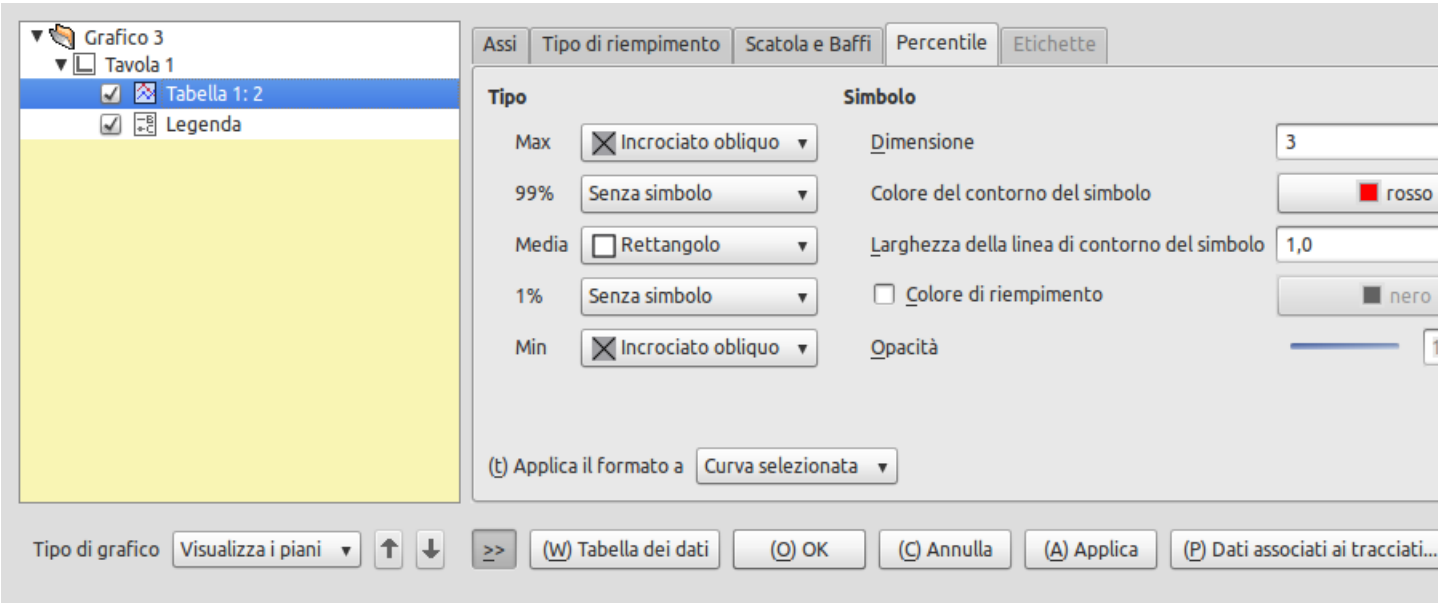 Grafico 3
Tavola 1
Tabella 1: 2
Legenda
Assi Tipo di riempimento Scatola e Baffi Percentile Etichette
Tipo Simbolo
Max Incrociato obliquo Dimensione 3
99% Senza simbolo Colore del contorno del simbolo rosso
Media Rettangolo Larghezza della linea di contorno del simbolo 1,0
1% Senza simbolo Colore di riempimento nero
Min Incrociato obliquo Opacità
(t) Applica il formato a Curva selezionata
Tipo di grafico Visualizza i piani >> (W) Tabella dei dati (O) OK (C) Annulla (A) Applica (P) Dati associati ai tracciati...